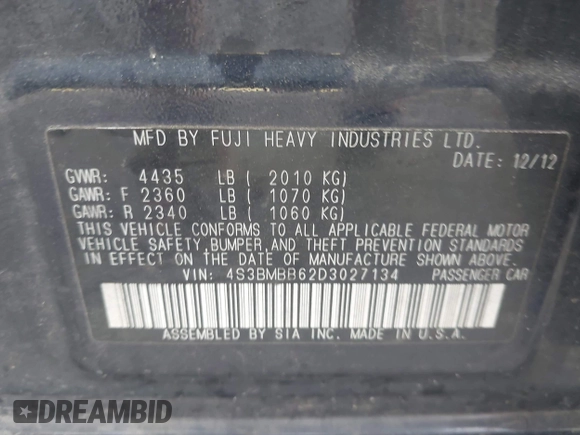 MFD BY FUJI HEAVY INDUSTRIES LTD.
DATE: 12/12
GVWR: 4435 LB ( 2010 KG)
GAWR: F 2360 LB ( 1070 KG)
GAWR: R 2340 LB ( 1060 KG)
THIS VEHICLE CONFORMS TO ALL APPLICABLE FEDERAL MOTOR
VEHICLE SAFETY, BUMPER, AND THEFT PREVENTION STANDARDS
IN EFFECT ON THE DATE OF MANUFACTURE SHOWN ABOVE.
VIN: 4S3BMBB62D3027134 PASSENGER CAR
ASSEMBLED BY SIA INC. MADE IN U.S.A.
DREAMBID